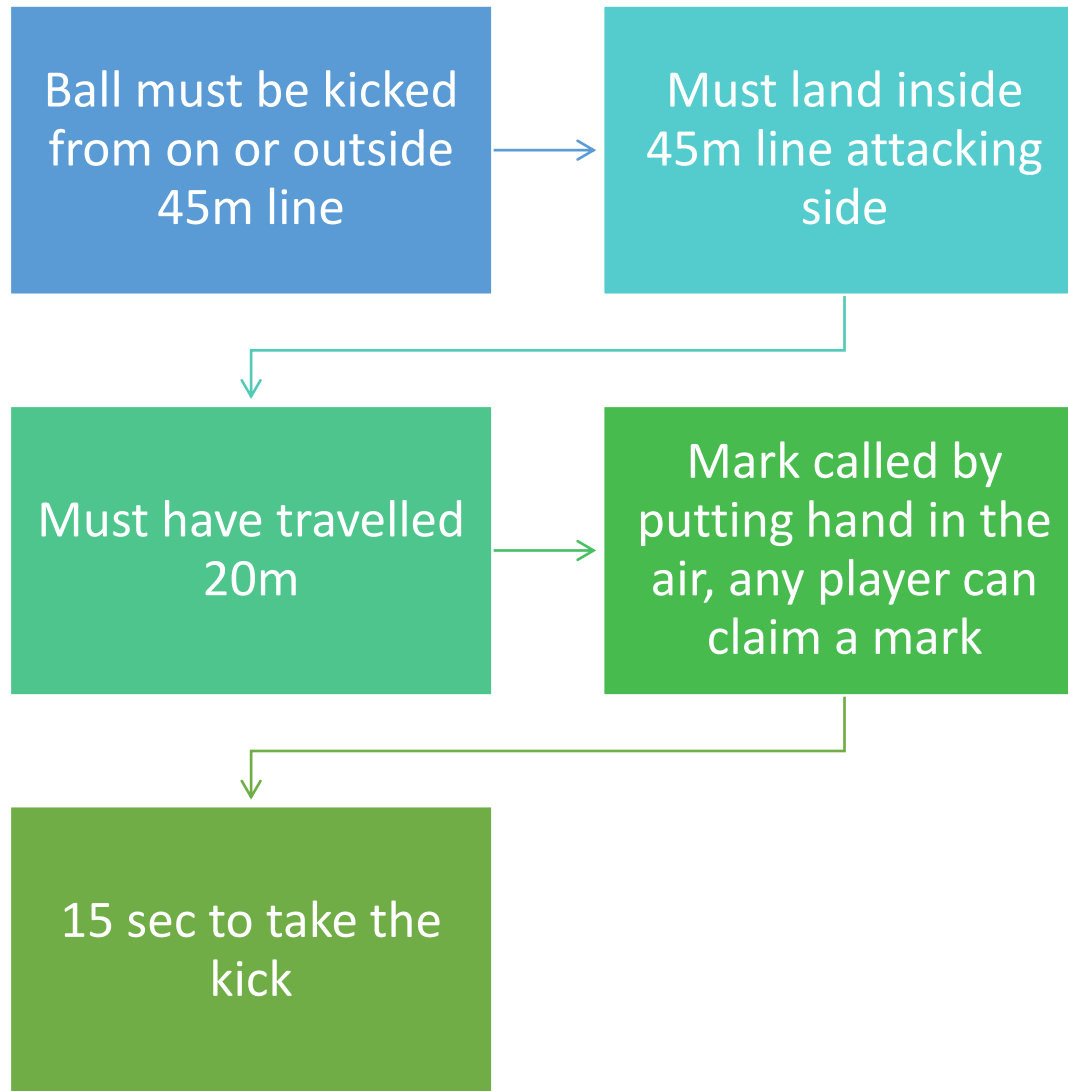 Ball must be kicked
from on or outside
45m line
Must land inside
45m line attacking
side
Must have travelled
20m
Mark called by
putting hand in the
air, any player can
claim a mark
15 sec to take the
kick